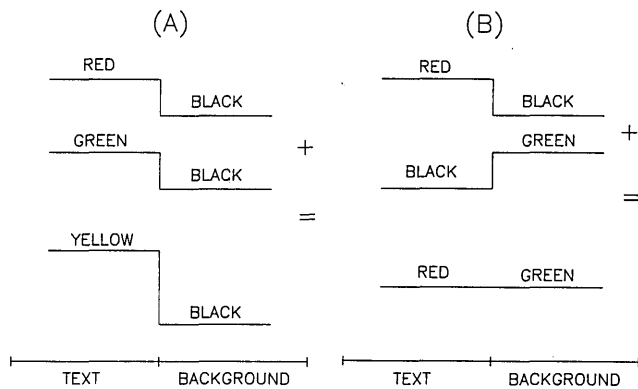 (A)
RED
BLACK
+
GREEN
BLACK
=
YELLOW
BLACK
TEXT BACKGROUND
(B)
RED
BLACK
+
GREEN
BLACK
=
RED GREEN
TEXT BACKGROUND